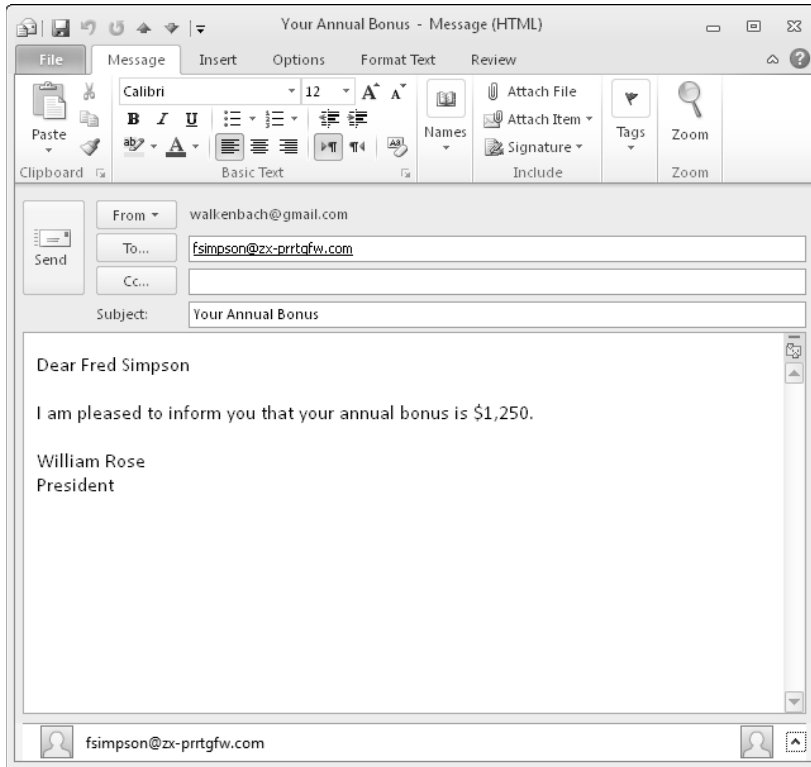 Your Annual Bonus - Message (HTML)
File Message Insert Options Format Text Review
Calibri 12 A A
Paste
B I U
ab A
Aa
Names
Attach File
Attach Item
Signature
Tags
Zoom
Clipboard Basic Text Include Zoom
Send
From walkenbach@gmail.com
To... fsimpson@zx-prrtgfw.com
Cc...
Subject: Your Annual Bonus
Dear Fred Simpson
I am pleased to inform you that your annual bonus is $1,250.
William Rose
President
fsimpson@zx-prrtgfw.com